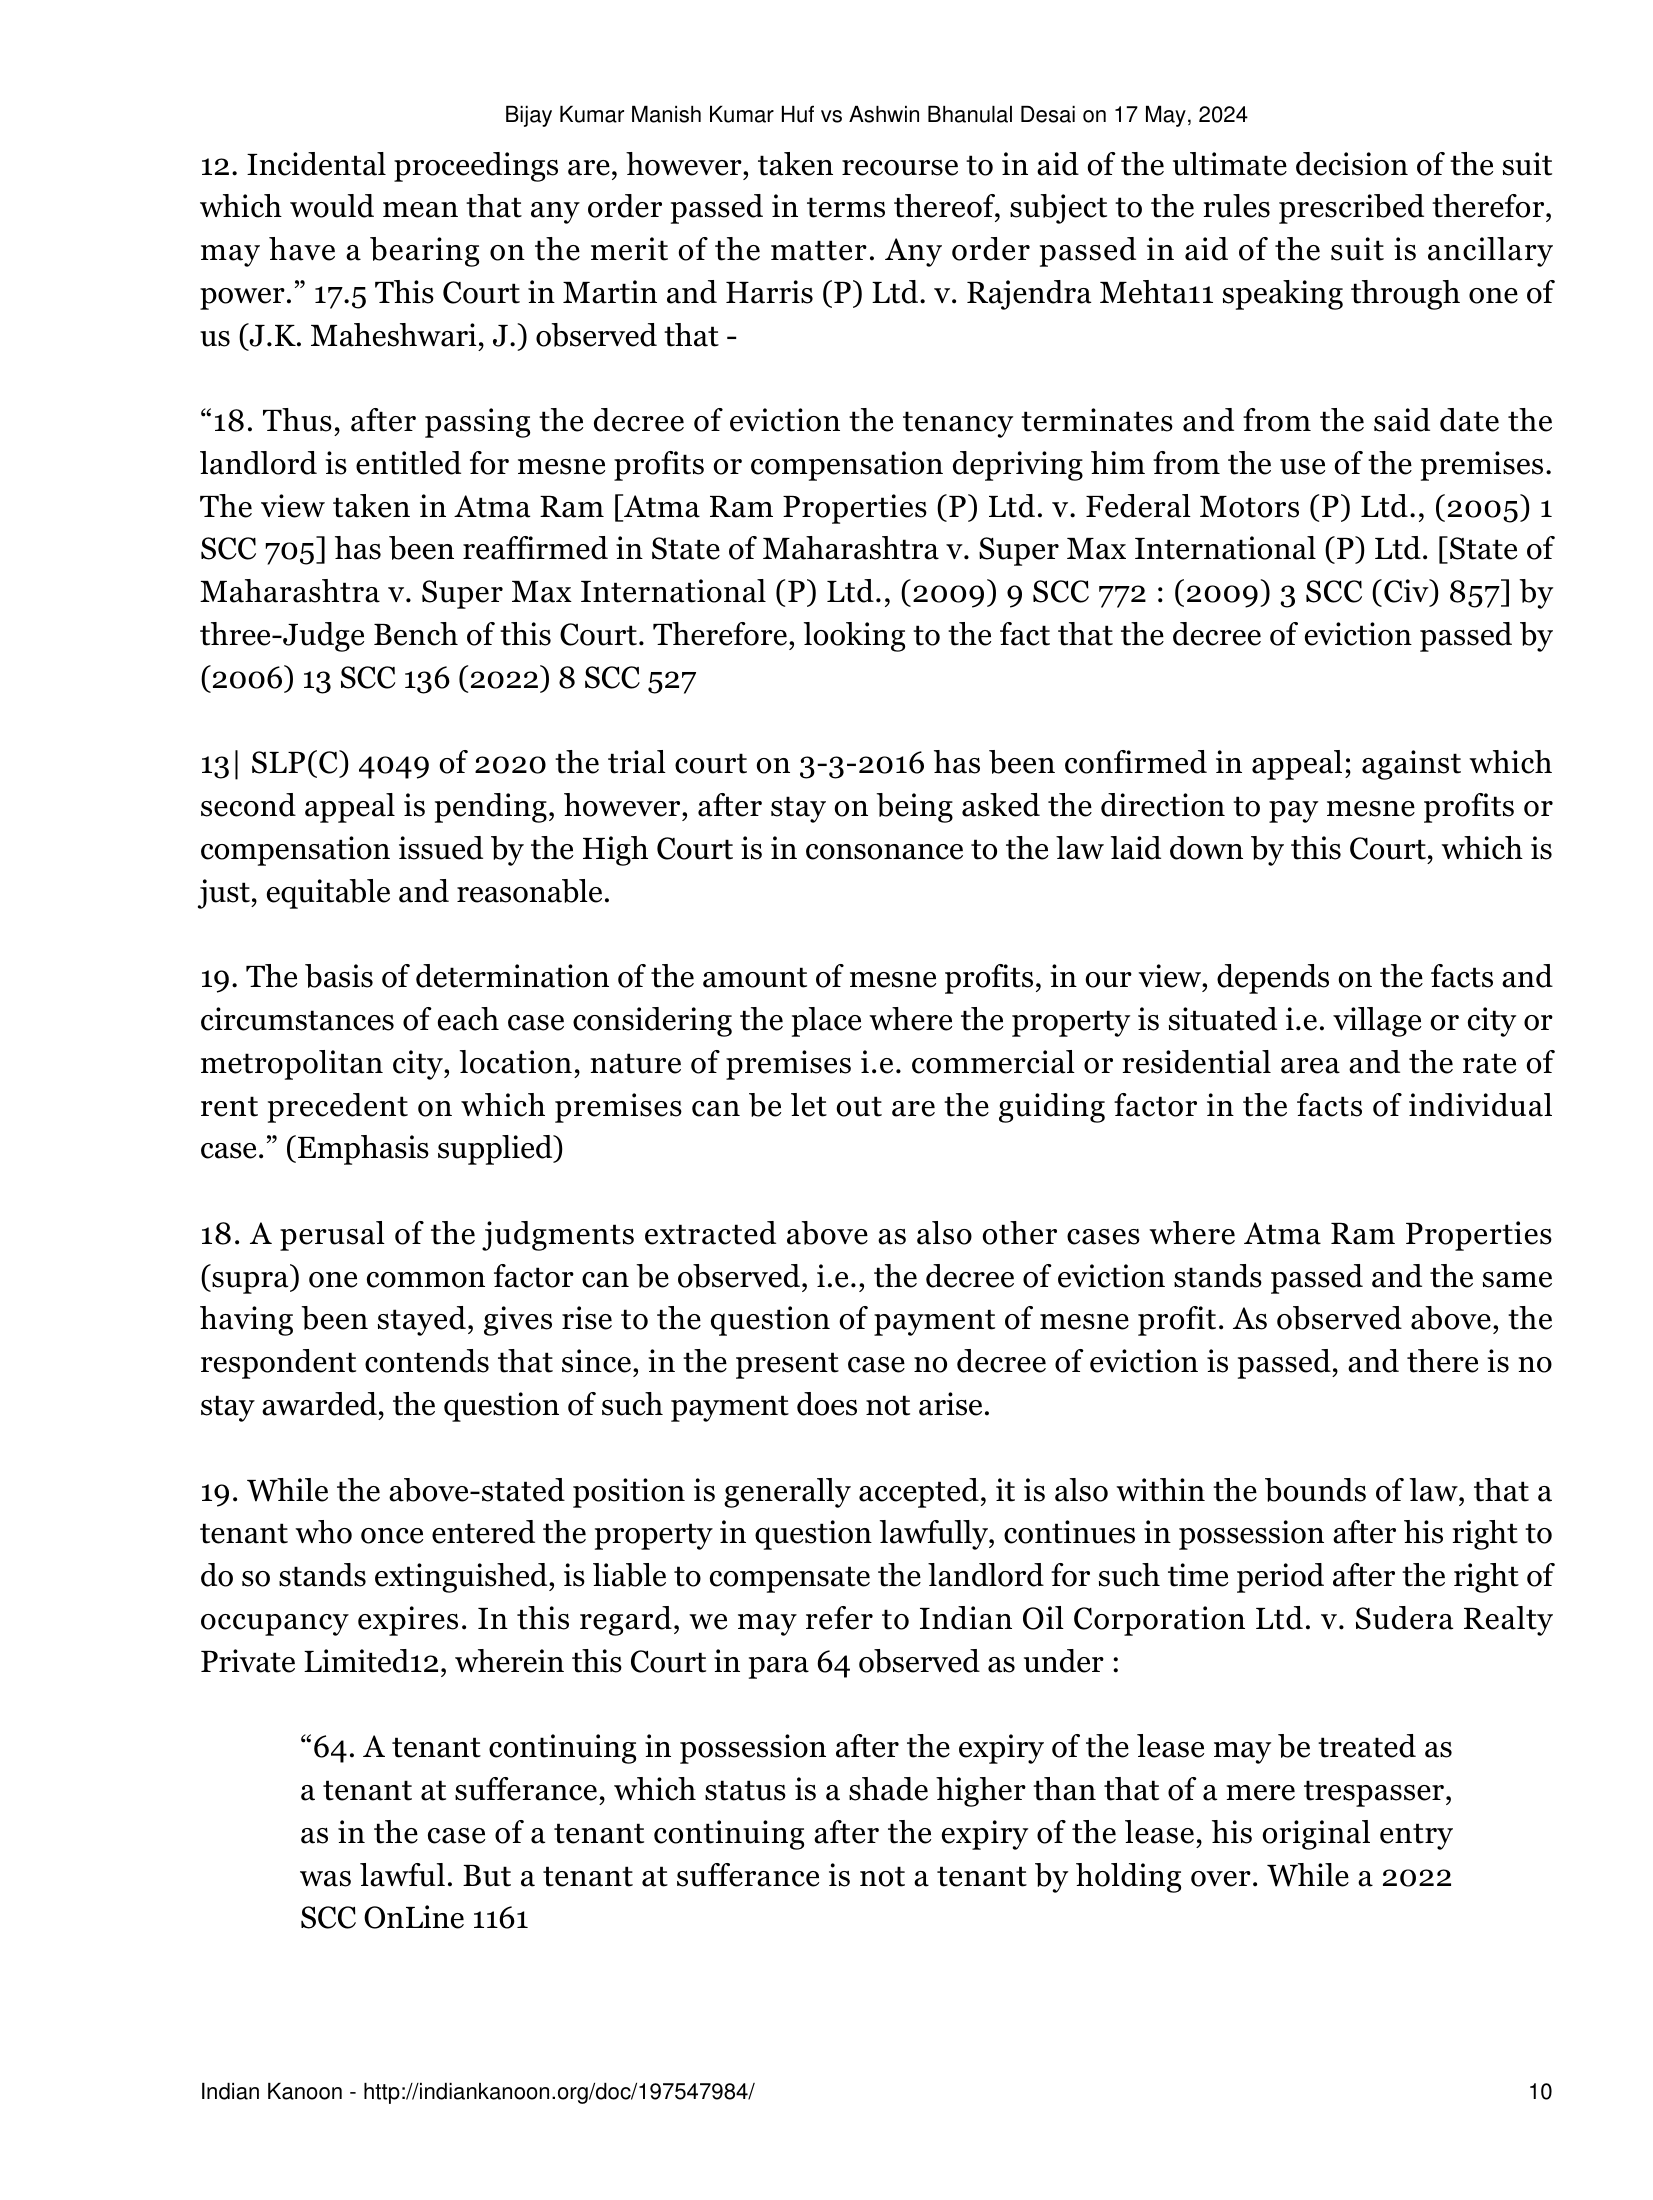 Bijay Kumar Manish Kumar Huf vs Ashwin Bhanulal Desai on 17 May, 2024
12. Incidental proceedings are, however, taken recourse to in aid of the ultimate decision of the suit
which would mean that any order passed in terms thereof, subject to the rules prescribed therefor,
may have a bearing on the merit of the matter. Any order passed in aid of the suit is ancillary
power.” 17.5 This Court in Martin and Harris (P) Ltd. v. Rajendra Mehta11 speaking through one of
us (J.K. Maheshwari, J.) observed that -
“18. Thus, after passing the decree of eviction the tenancy terminates and from the said date the
landlord is entitled for mesne profits or compensation depriving him from the use of the premises.
The view taken in Atma Ram [Atma Ram Properties (P) Ltd. v. Federal Motors (P) Ltd., (2005) 1
SCC 705] has been reaffirmed in State of Maharashtra v. Super Max International (P) Ltd. [State of
Maharashtra v. Super Max International (P) Ltd., (2009) 9 SCC 772 : (2009) 3 SCC (Civ) 857] by
three-Judge Bench of this Court. Therefore, looking to the fact that the decree of eviction passed by
(2006) 13 SCC 136 (2022) 8 SCC 527
13| SLP(C) 4049 of 2020 the trial court on 3-3-2016 has been confirmed in appeal; against which
second appeal is pending, however, after stay on being asked the direction to pay mesne profits or
compensation issued by the High Court is in consonance to the law laid down by this Court, which is
just, equitable and reasonable.
19. The basis of determination of the amount of mesne profits, in our view, depends on the facts and
circumstances of each case considering the place where the property is situated i.e. village or city or
metropolitan city, location, nature of premises i.e. commercial or residential area and the rate of
rent precedent on which premises can be let out are the guiding factor in the facts of individual
case.” (Emphasis supplied)
18. A perusal of the judgments extracted above as also other cases where Atma Ram Properties
(supra) one common factor can be observed, i.e., the decree of eviction stands passed and the same
having been stayed, gives rise to the question of payment of mesne profit. As observed above, the
respondent contends that since, in the present case no decree of eviction is passed, and there is no
stay awarded, the question of such payment does not arise.
19. While the above-stated position is generally accepted, it is also within the bounds of law, that a
tenant who once entered the property in question lawfully, continues in possession after his right to
do so stands extinguished, is liable to compensate the landlord for such time period after the right of
occupancy expires. In this regard, we may refer to Indian Oil Corporation Ltd. v. Sudera Realty
Private Limited12, wherein this Court in para 64 observed as under :
“64. A tenant continuing in possession after the expiry of the lease may be treated as
a tenant at sufferance, which status is a shade higher than that of a mere trespasser,
as in the case of a tenant continuing after the expiry of the lease, his original entry
was lawful. But a tenant at sufferance is not a tenant by holding over. While a 2022
SCC OnLine 1161
Indian Kanoon - http://indiankanoon.org/doc/197547984/ 10